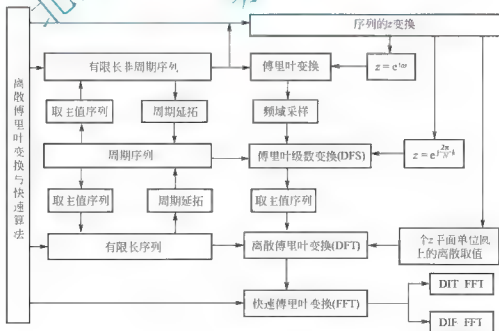 序列的z变换
有限长非周期序列
傅里叶变换
z=e^{jω}
取主值序列
周期延拓
频域采样
离散傅里叶变换与快速算法
周期序列
傅里叶级数变换(DFS)
z=e^{j\frac{2π}{N}k}
取主值序列
周期延拓
取主值序列
有限长序列
离散傅里叶变换(DFT)
个z平面单位圆
上的离散取值
快速傅里叶变换(FFT)
DIT FFT
DIF FFT